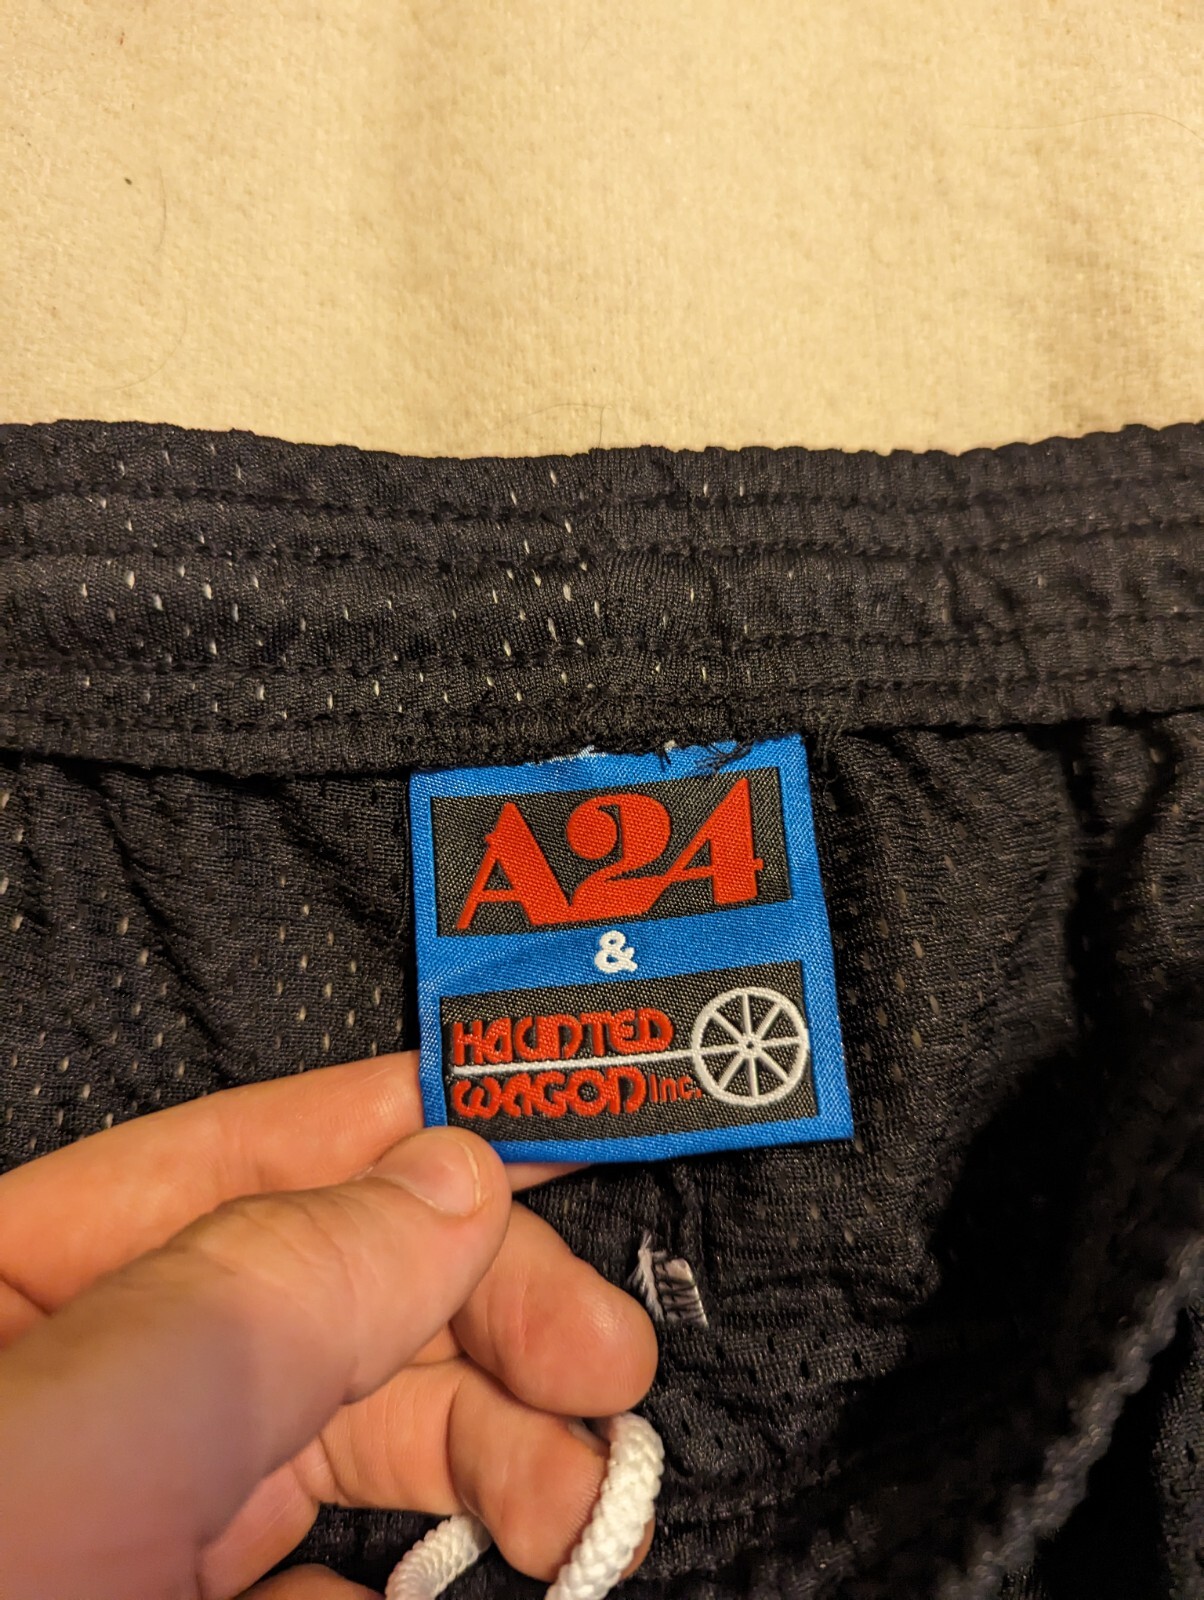 A24
&
HAUNTED
WAGON Inc.